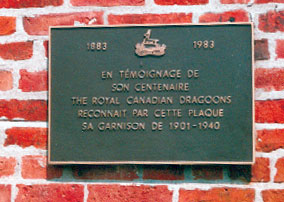 1883 1983
EN TÉMOIGNAGE DE
SON CENTENAIRE
THE ROYAL CANADIAN DRAGOONS
RECONNAIT PAR CETTE PLAQUE
SA GARNISON DE 1901-1940